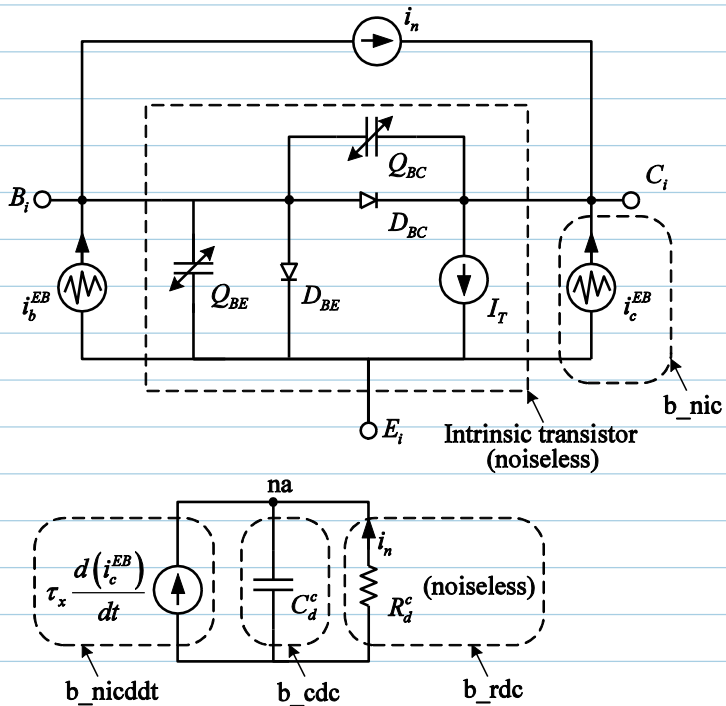 i_n
Q_BC
B_i
C_i
D_BC
i_b^EB
Q_BE
D_BE
I_T
i_c^EB
b_nic
E_i
Intrinsic transistor
(noiseless)
na
τ_x d(i_c^EB)/dt
C_d^c
i_n
R_d^c
(noiseless)
b_nicddt
b_cdc
b_rdc